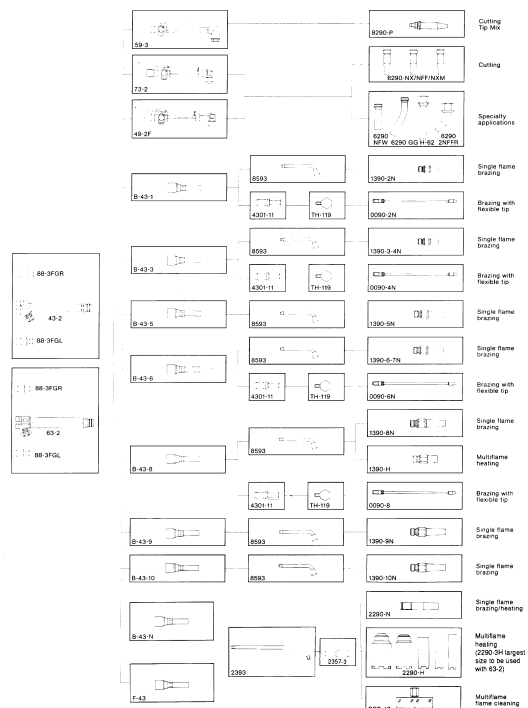 59-3
8290-P
Cutting
Tip Mix
73-2
6290-NX/NFF/NXM
Cutting
49-2F
6290
NFW
6290 GG
H-62
6290
2NFFR
Specialty
applications
B-43-1
8593
1390-2N
Single flame
brazing
4301-11
TH-119
0090-2N
Brazing with
flexible tip
B-43-3
8593
1390-3-4N
Single flame
brazing
4301-11
TH-119
0090-4N
Brazing with
flexible tip
88-3FGR
43-2
88-3FGL
B-43-5
8593
1390-5N
Single flame
brazing
B-43-6
8593
1390-6-7N
Single flame
brazing
4301-11
TH-119
0090-6N
Brazing with
flexible tip
88-3FGR
63-2
88-3FGL
B-43-8
8593
1390-8N
Single flame
brazing
1390-H
Multiflame
heating
4301-11
TH-119
0090-8
Brazing with
flexible tip
B-43-9
8593
1390-9N
Single flame
brazing
B-43-10
8593
1390-10N
Single flame
brazing
B-43-N
2290-N
Single flame
brazing/heating
2393
2357-3
2290-H
Multiflame
heating
(2290-3H largest
size to be used
with 63-2)
F-43
Multiflame
flame cleaning